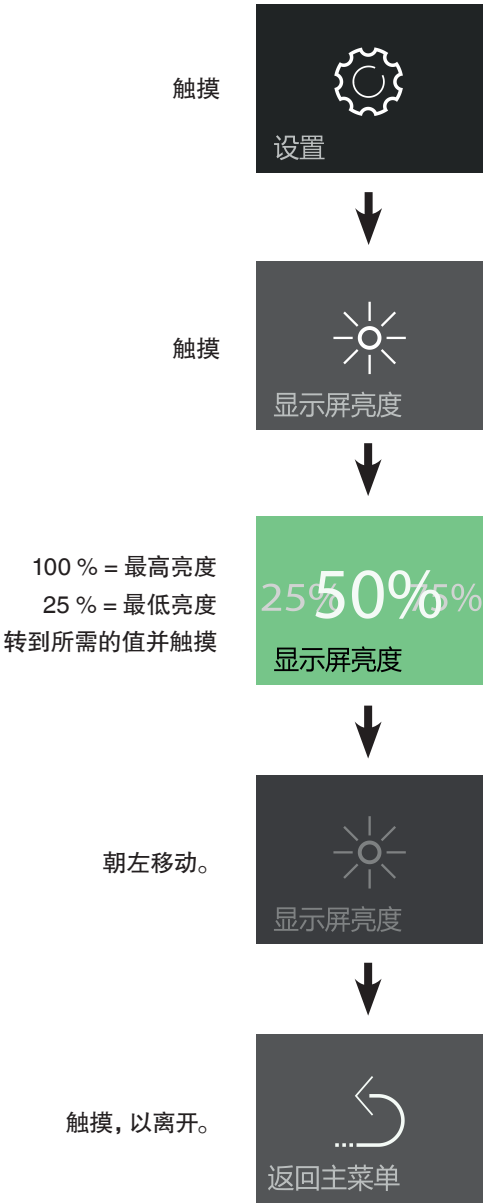 触摸
设置
触摸
显示屏亮度
100 % = 最高亮度
25 % = 最低亮度
转到所需的值并触摸
25% 50% 75%
显示屏亮度
朝左移动。
显示屏亮度
触摸，以离开。
返回主菜单